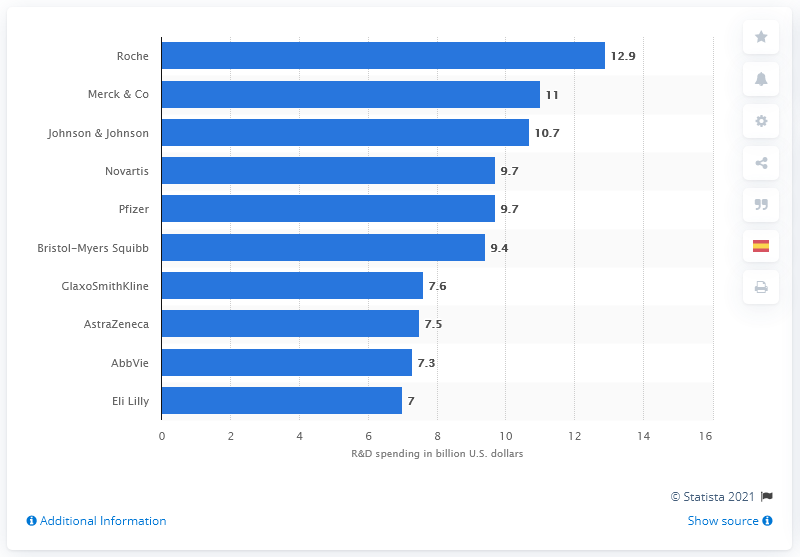 Roche 12.9
Merck & Co 11
Johnson & Johnson 10.7
Novartis 9.7
Pfizer 9.7
Bristol-Myers Squibb 9.4
GlaxoSmithKline 7.6
AstraZeneca 7.5
AbbVie 7.3
Eli Lilly 7
0 2 4 6 8 10 12 14 16
R&D spending in billion U.S. dollars
© Statista 2021
Additional Information Show source